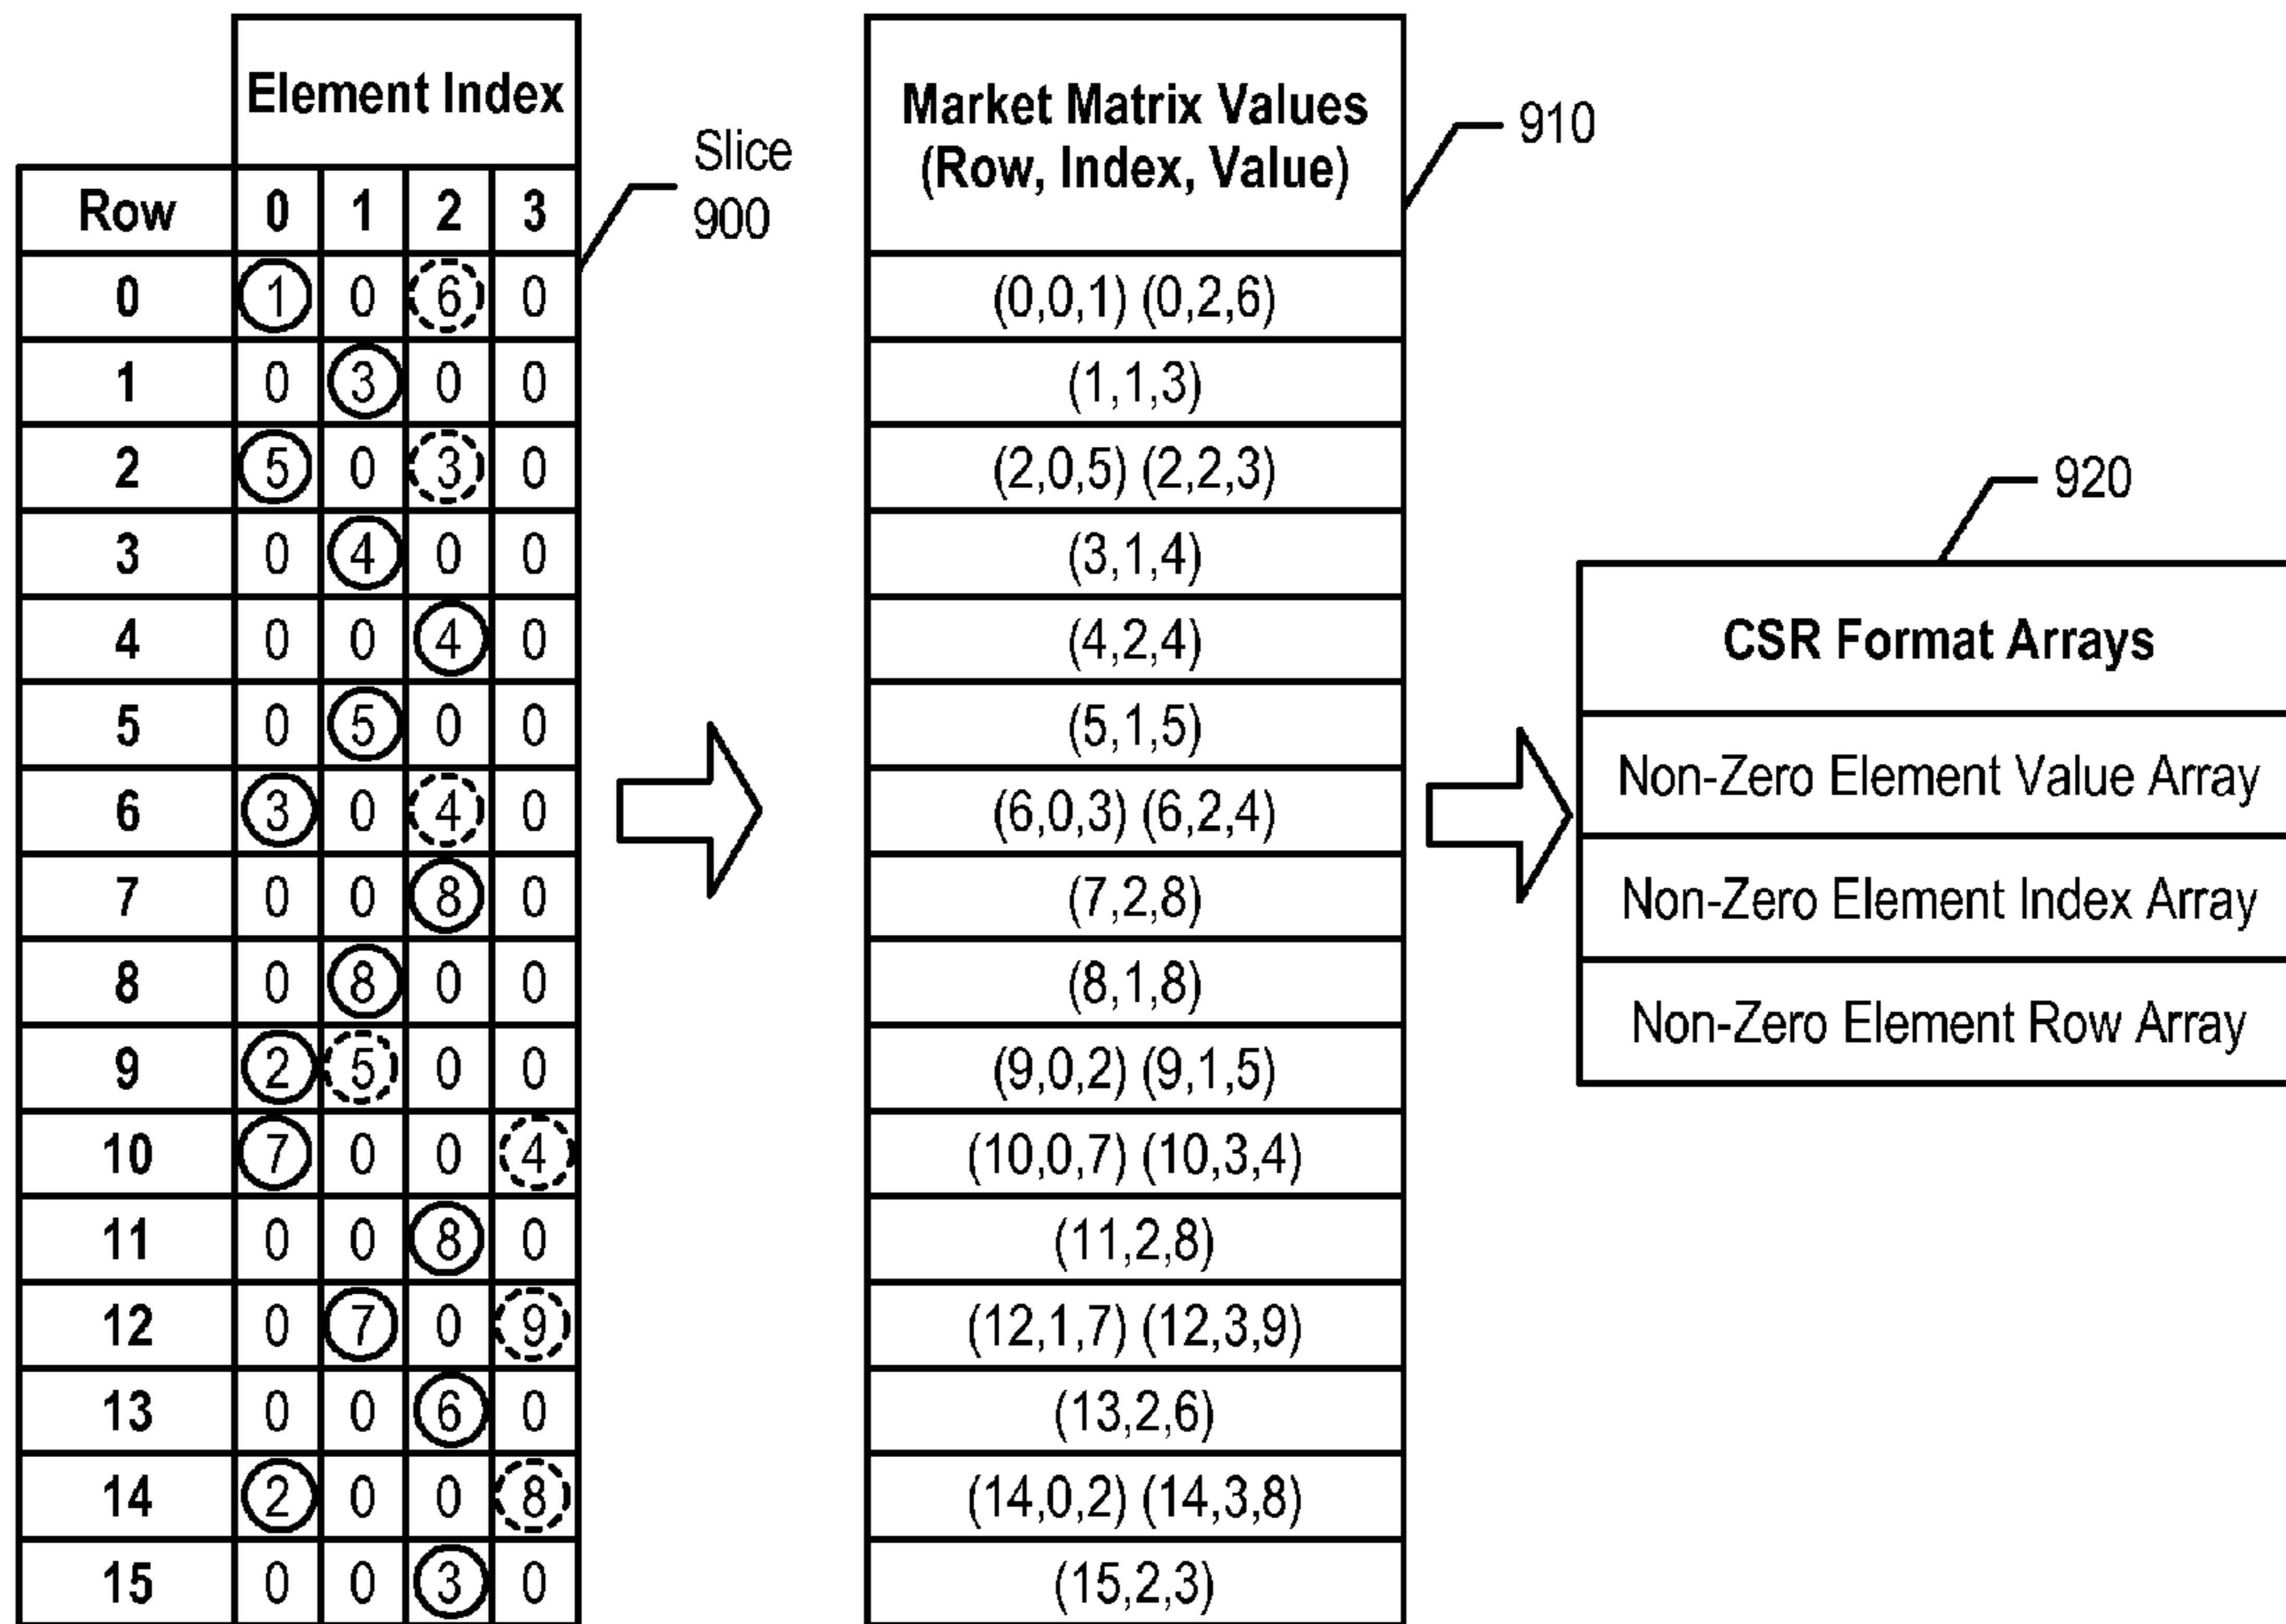 Element Index
Slice
900
Row 0 1 2 3
0 1 0 6 0
1 0 3 0 0
2 5 0 3 0
3 0 4 0 0
4 0 0 4 0
5 0 5 0 0
6 3 0 4 0
7 0 0 8 0
8 0 8 0 0
9 2 5 0 0
10 7 0 0 4
11 0 0 8 0
12 0 7 0 9
13 0 0 6 0
14 2 0 0 8
15 0 0 3 0
Market Matrix Values
(Row, Index, Value)
910
(0,0,1) (0,2,6)
(1,1,3)
(2,0,5) (2,2,3)
(3,1,4)
(4,2,4)
(5,1,5)
(6,0,3) (6,2,4)
(7,2,8)
(8,1,8)
(9,0,2) (9,1,5)
(10,0,7) (10,3,4)
(11,2,8)
(12,1,7) (12,3,9)
(13,2,6)
(14,0,2) (14,3,8)
(15,2,3)
920
CSR Format Arrays
Non-Zero Element Value Array
Non-Zero Element Index Array
Non-Zero Element Row Array